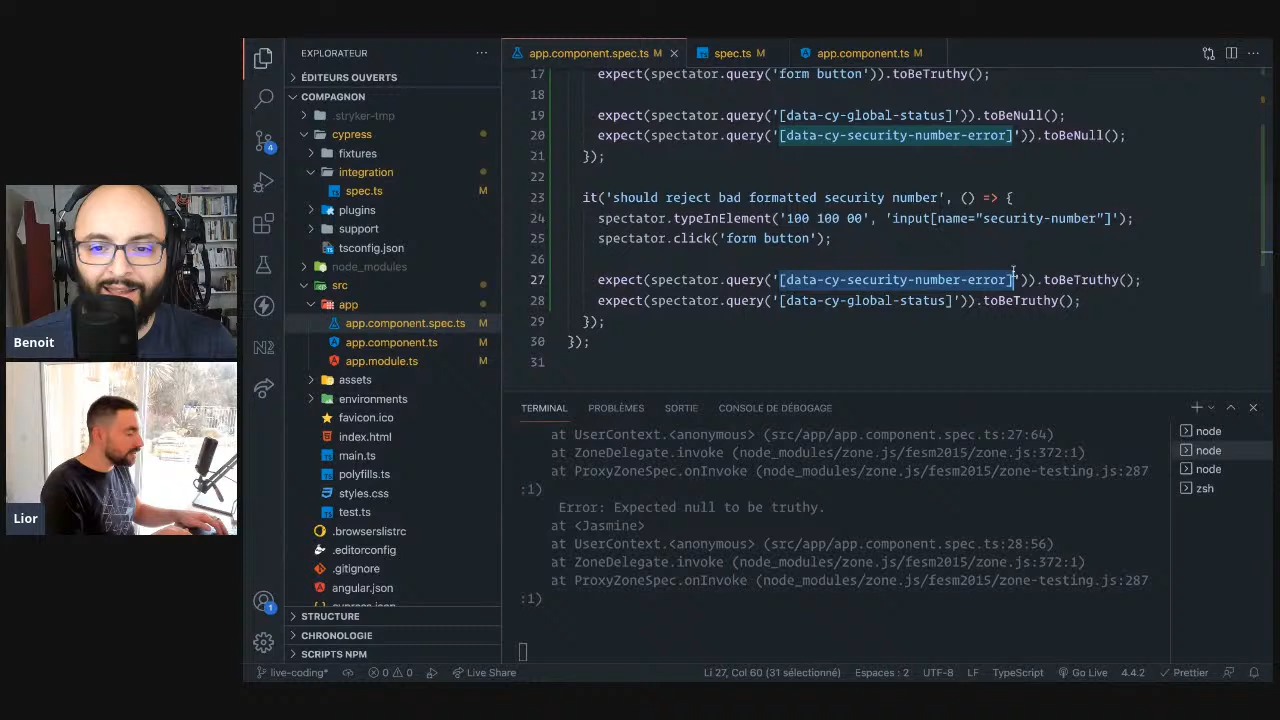 EXPLORATEUR
ÉDITEURS OUVERTS
COMPAGNON
.stryker-tmp
cypress
fixtures
integration
spec.ts M
plugins
support
tsconfig.json
node_modules
src
app
app.component.spec.ts M
app.component.ts M
app.module.ts M
assets
environments
favicon.ico
index.html
main.ts
polyfills.ts
styles.css
test.ts
.browserslistrc
.editorconfig
.gitignore
angular.json
STRUCTURE
CHRONOLOGIE
SCRIPTS NPM
4
1
Benoit
Lior
app.component.spec.ts M
spec.ts M
app.component.ts M
17 expect(spectator.query('form button')).toBeTruthy();
18
19 expect(spectator.query('[data-cy-global-status]')).toBeNull();
20 expect(spectator.query('[data-cy-security-number-error]')).toBeNull();
21 });
22
23 it('should reject bad formatted security number', () => {
24 spectator.typeInElement('100 100 00', 'input[name="security-number"]');
25 spectator.click('form button');
26
27 expect(spectator.query('[data-cy-security-number-error]')).toBeTruthy();
28 expect(spectator.query('[data-cy-global-status]')).toBeTruthy();
29 });
30 });
31
TERMINAL PROBLÈMES SORTIE CONSOLE DE DÉBOGAGE
at UserContext.<anonymous> (src/app/app.component.spec.ts:27:64)
at ZoneDelegate.invoke (node_modules/zone.js/fesm2015/zone-testing.js:372:1)
at ProxyZoneSpec.onInvoke (node_modules/zone.js/fesm2015/zone-testing.js:287
:1)
Error: Expected null to be truthy.
at <Jasmine>
at UserContext.<anonymous> (src/app/app.component.spec.ts:28:56)
at ZoneDelegate.invoke (node_modules/zone.js/fesm2015/zone-testing.js:372:1)
at ProxyZoneSpec.onInvoke (node_modules/zone.js/fesm2015/zone-testing.js:287
:1)
node
node
node
zsh
live-coding* 0 0 Live Share Li 27, Col 60 (31 sélectionné) Espaces : 2 UTF-8 LF TypeScript Go Live 4.4.2 Prettier